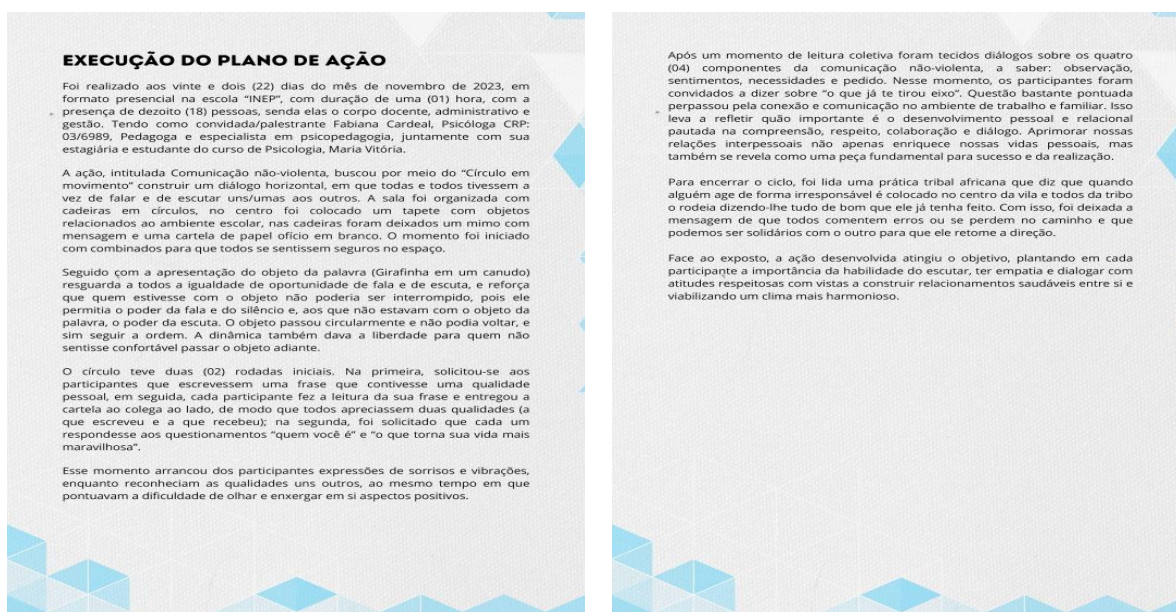 EXECUÇÃO DO PLANO DE AÇÃO
Foi realizado aos vinte e dois (22) dias do mês de novembro de 2023, em
formato presencial na escola “INEP”, com duração de uma (01) hora, com a
presença de dezoito (18) pessoas, senda elas o corpo docente, administrativo e
gestão. Tendo como convidada/palestrante Fabiana Cardeal, Psicóloga CRP:
03/6989, Pedagoga e especialista em psicopedagogia, juntamente com sua
estagiária e estudante do curso de Psicologia, Maria Vitória.
A ação, intitulada Comunicação não-violenta, buscou por meio do “Círculo em
movimento” construir um diálogo horizontal, em que todas e todos tivessem a
vez de falar e de escutar uns/umas aos outros. A sala foi organizada com
cadeiras em círculos, no centro foi colocado um tapete com objetos
relacionados ao ambiente escolar, nas cadeiras foram deixados um mimo com
mensagem e uma cartela de papel ofício em branco. O momento foi iniciado
com combinados para que todos se sentissem seguros no espaço.
Seguido com a apresentação do objeto da palavra (Girafinha em um canudo)
resguarda a todos a igualdade de oportunidade de fala e de escuta, e reforça
que quem estivesse com o objeto não poderia ser interrompido, pois ele
permitia o poder da fala e do silêncio e, aos que não estavam com o objeto da
palavra, o poder da escuta. O objeto passou circularmente e não podia voltar, e
sim seguir a ordem. A dinâmica também dava a liberdade para quem não
sentisse confortável passar o objeto adiante.
O círculo teve duas (02) rodadas iniciais. Na primeira, solicitou-se aos
participantes que escrevessem uma frase que contivesse uma qualidade
pessoal, em seguida, cada participante fez a leitura da sua frase e entregou a
cartela ao colega ao lado, de modo que todos apreciassem duas qualidades (a
que escreveu e a que recebeu); na segunda, foi solicitado que cada um
respondesse aos questionamentos “quem você é” e “o que torna sua vida mais
maravilhosa”.
Esse momento arrancou dos participantes expressões de sorrisos e vibrações,
enquanto reconheciam as qualidades uns outros, ao mesmo tempo em que
pontuavam a dificuldade de olhar e enxergar em si aspectos positivos.
Após um momento de leitura coletiva foram tecidos diálogos sobre os quatro
(04) componentes da comunicação não-violenta, a saber: observação,
sentimentos, necessidades e pedido. Nesse momento, os participantes foram
convidados a dizer sobre “o que já te tirou eixo”. Questão bastante pontuada
perpassou pela conexão e comunicação no ambiente de trabalho e familiar. Isso
leva a refletir quão importante é o desenvolvimento pessoal e relacional
pautada na compreensão, respeito, colaboração e diálogo. Aprimorar nossas
relações interpessoais não apenas enriquece nossas vidas pessoais, mas
também se revela como uma peça fundamental para sucesso e da realização.
Para encerrar o ciclo, foi lida uma prática tribal africana que diz que quando
alguém age de forma irresponsável é colocado no centro da vila e todos da tribo
o rodeia dizendo-lhe tudo de bom que ele já tenha feito. Com isso, foi deixada a
mensagem de que todos comentem erros ou se perdem no caminho e que
podemos ser solidários com o outro para que ele retome a direção.
Face ao exposto, a ação desenvolvida atingiu o objetivo, plantando em cada
participante a importância da habilidade do escutar, ter empatia e dialogar com
atitudes respeitosas com vistas a construir relacionamentos saudáveis entre si e
viabilizando um clima mais harmonioso.